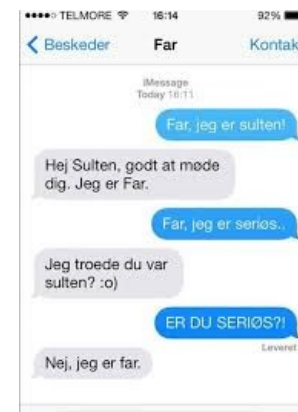 TELMORE 16:14 92%
Beskeder Far Kontak
iMessage
Today 16:11
Far, jeg er sulten!
Hej Sulten, godt at møde
dig. Jeg er Far.
Far, jeg er seriøs..
Jeg troede du var
sulten? :o)
ER DU SERIØS?!
Leveret
Nej, jeg er far.